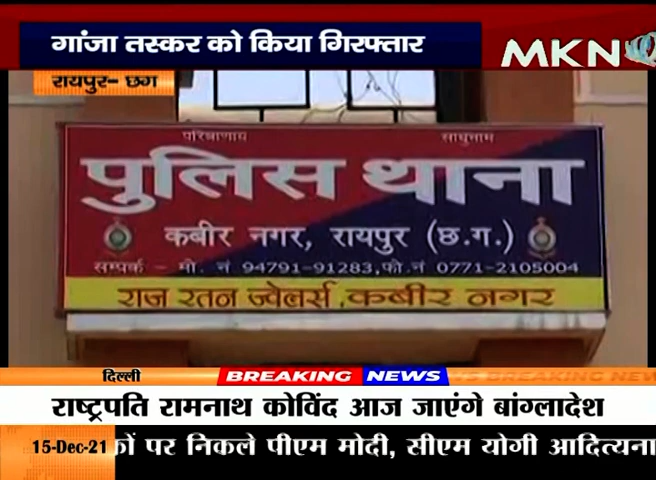 गांजा तस्कर को किया गिरफ्तार
MKN
रायपुर- छग
परित्राणाय साधुनाम
पुलिस थाना
कबीर नगर, रायपुर (छ.ग.)
सम्पर्क - मो. नं 94791-91283,फो.नं 0771-2105004
राज रतन ज्वेलर्स ,कबीर नगर
दिल्ली BREAKING NEWS
राष्ट्रपति रामनाथ कोविंद आज जाएंगे बांग्लादेश
15-Dec-21 कों पर निकले पीएम मोदी, सीएम योगी आदित्यना